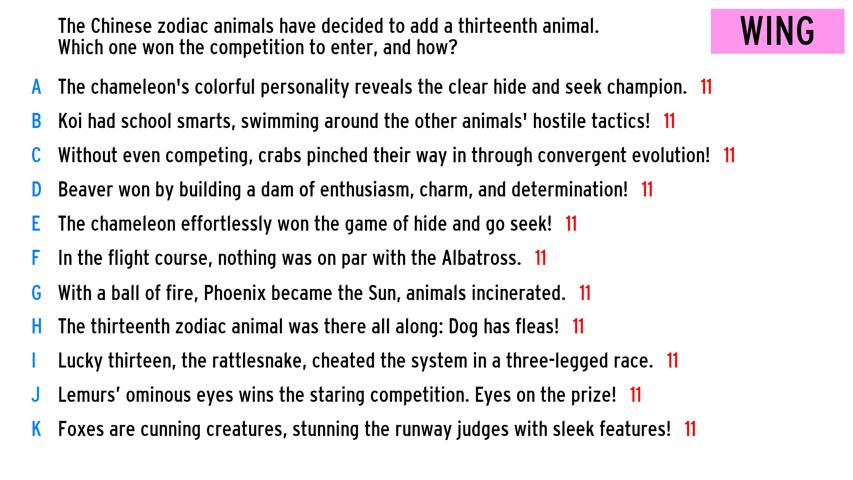 The Chinese zodiac animals have decided to add a thirteenth animal.
Which one won the competition to enter, and how?
WING
A The chameleon's colorful personality reveals the clear hide and seek champion. 11
B Koi had school smarts, swimming around the other animals' hostile tactics! 11
C Without even competing, crabs pinched their way in through convergent evolution! 11
D Beaver won by building a dam of enthusiasm, charm, and determination! 11
E The chameleon effortlessly won the game of hide and go seek! 11
F In the flight course, nothing was on par with the Albatross. 11
G With a ball of fire, Phoenix became the Sun, animals incinerated. 11
H The thirteenth zodiac animal was there all along: Dog has fleas! 11
I Lucky thirteen, the rattlesnake, cheated the system in a three-legged race. 11
J Lemurs’ ominous eyes wins the staring competition. Eyes on the prize! 11
K Foxes are cunning creatures, stunning the runway judges with sleek features! 11